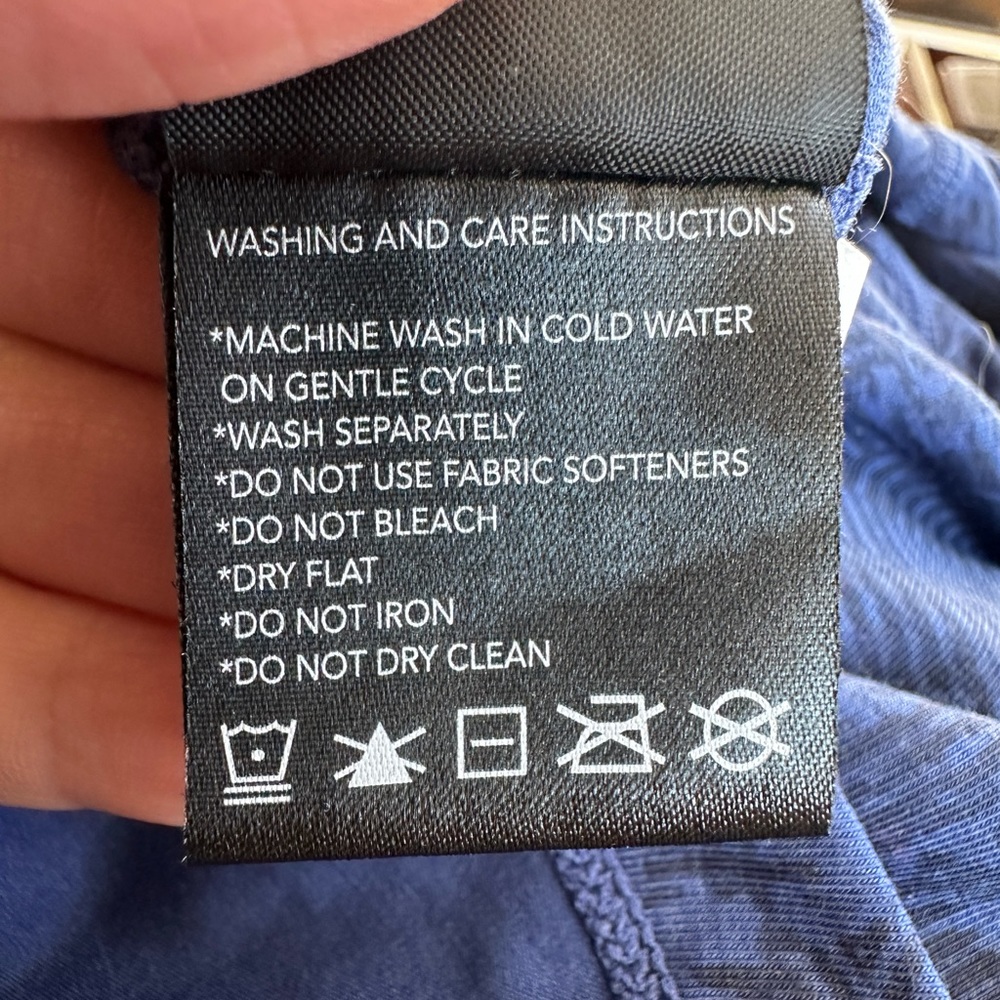 WASHING AND CARE INSTRUCTIONS
*MACHINE WASH IN COLD WATER
ON GENTLE CYCLE
*WASH SEPARATELY
*DO NOT USE FABRIC SOFTENERS
*DO NOT BLEACH
*DRY FLAT
*DO NOT IRON
*DO NOT DRY CLEAN